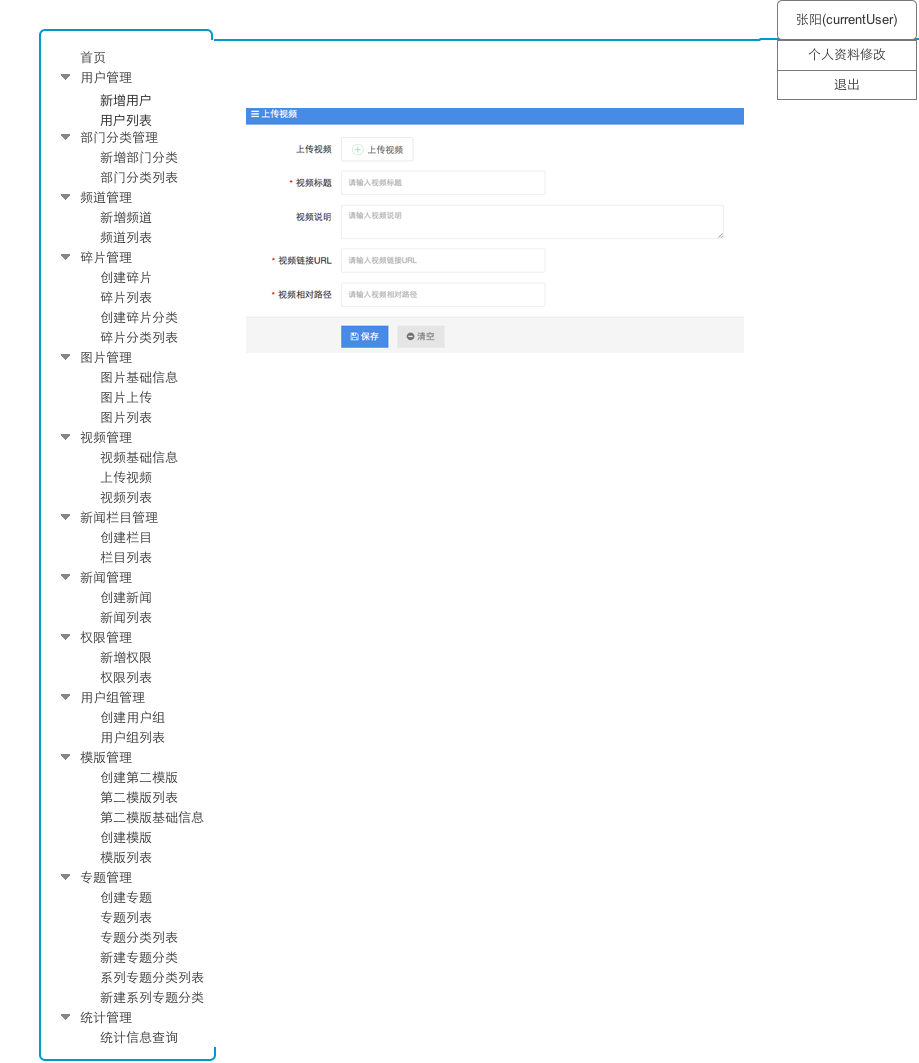 张阳(currentUser)
个人资料修改
退出
首页
用户管理
新增用户
用户列表
部门分类管理
新增部门分类
部门分类列表
频道管理
新增频道
频道列表
碎片管理
创建碎片
碎片列表
创建碎片分类
碎片分类列表
图片管理
图片基础信息
图片上传
图片列表
视频管理
视频基础信息
上传视频
视频列表
新闻栏目管理
创建栏目
栏目列表
新闻管理
创建新闻
新闻列表
权限管理
新增权限
权限列表
用户组管理
创建用户组
用户组列表
模版管理
创建第二模版
第二模版列表
第二模版基础信息
创建模版
模版列表
专题管理
创建专题
专题列表
专题分类列表
新建专题分类
系列专题分类列表
新建系列专题分类
统计管理
统计信息查询
上传视频
上传视频 上传视频
* 视频标题 请输入视频标题
视频说明 请输入视频说明
* 视频链接URL 请输入视频链接URL
* 视频相对路径 请输入视频相对路径
保存 清空